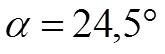 α = 24,5°